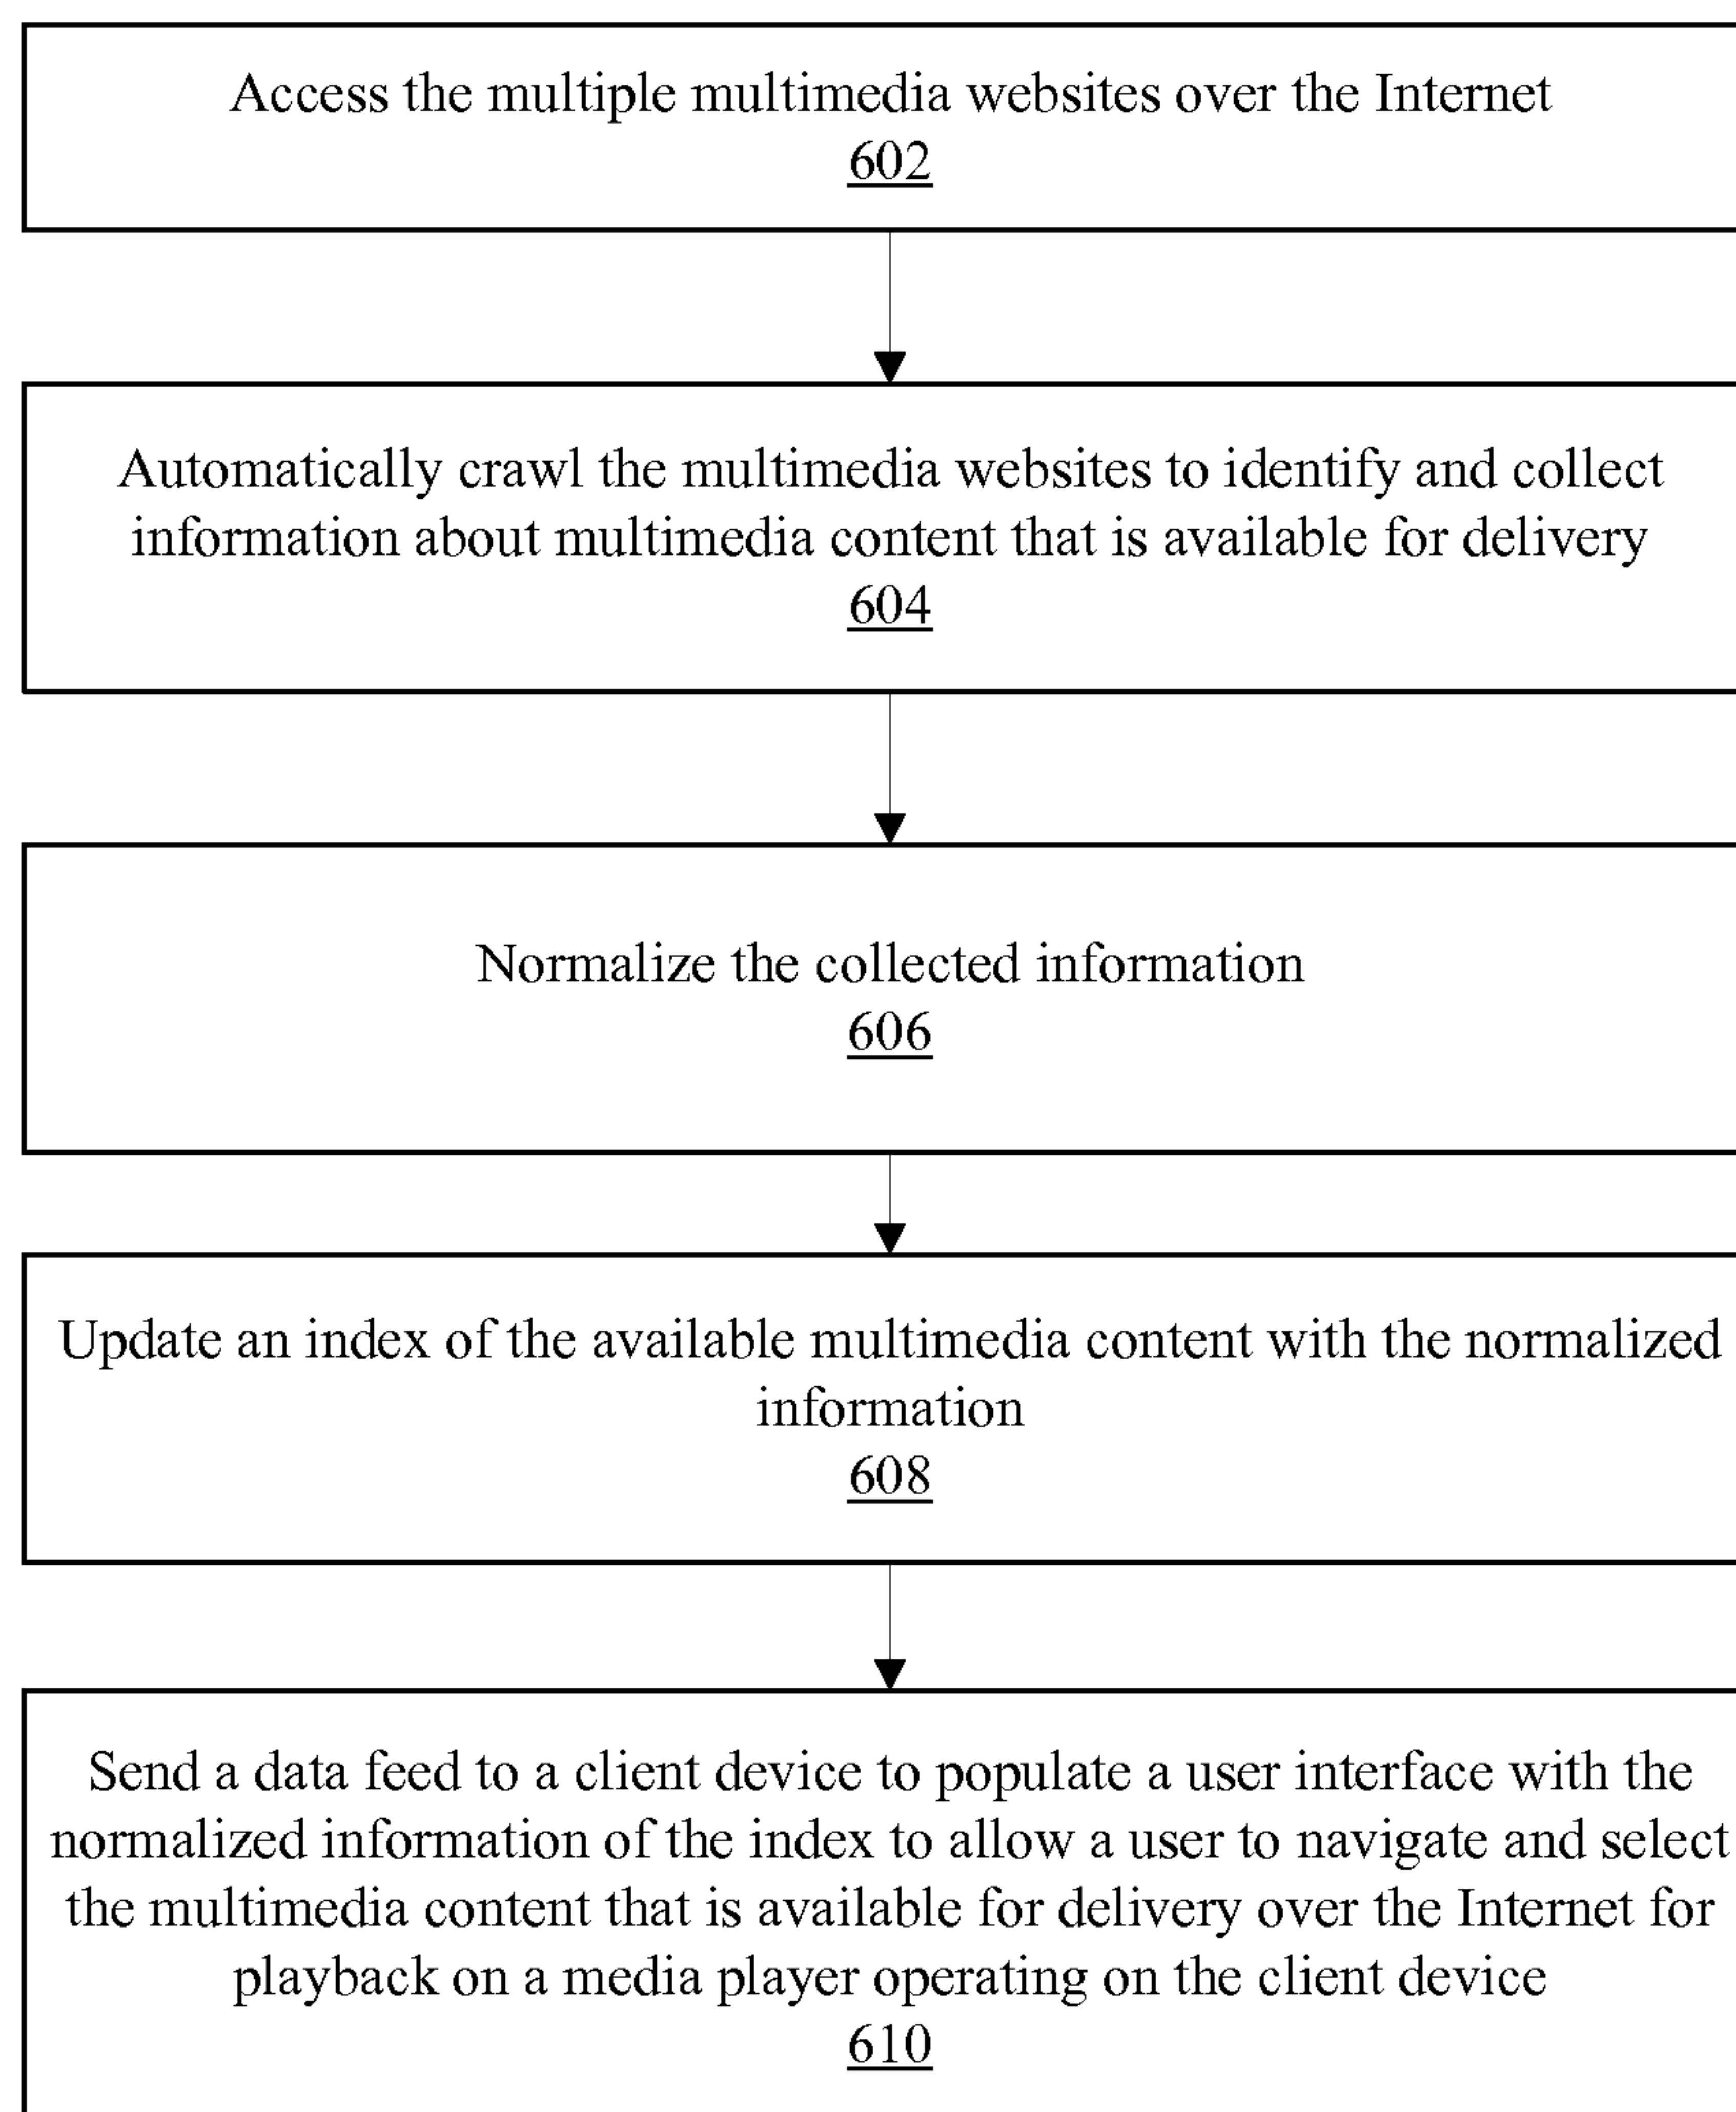 Access the multiple multimedia websites over the Internet
602
Automatically crawl the multimedia websites to identify and collect
information about multimedia content that is available for delivery
604
Normalize the collected information
606
Update an index of the available multimedia content with the normalized
information
608
Send a data feed to a client device to populate a user interface with the
normalized information of the index to allow a user to navigate and select
the multimedia content that is available for delivery over the Internet for
playback on a media player operating on the client device
610